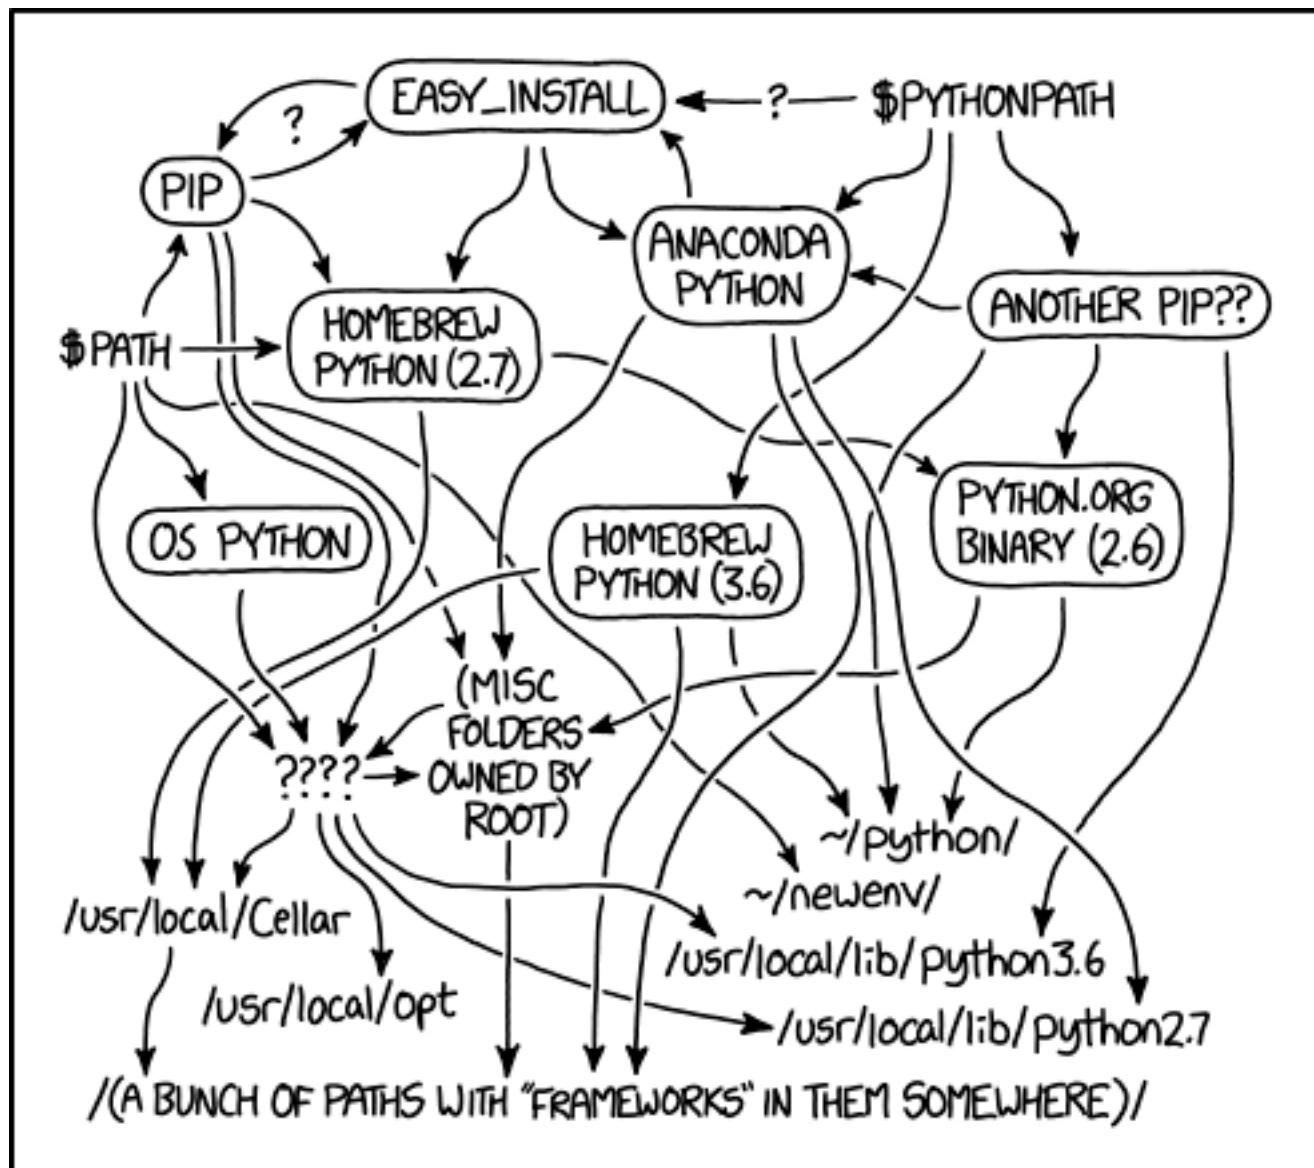 EASY_INSTALL
?
$PYTHONPATH
?
PIP
ANACONDA
PYTHON
ANOTHER PIP??
HOMEBREW
PYTHON (2.7)
$PATH
OS PYTHON
HOMEBREW
PYTHON (3.6)
PYTHON.ORG
BINARY (2.6)
(MISC
FOLDERS
OWNED BY
ROOT)
????
~/python/
~/newenv/
/usr/local/Cellar
/usr/local/lib/python3.6
/usr/local/opt
/usr/local/lib/python2.7
/(A BUNCH OF PATHS WITH "FRAMEWORKS" IN THEM SOMEWHERE)/